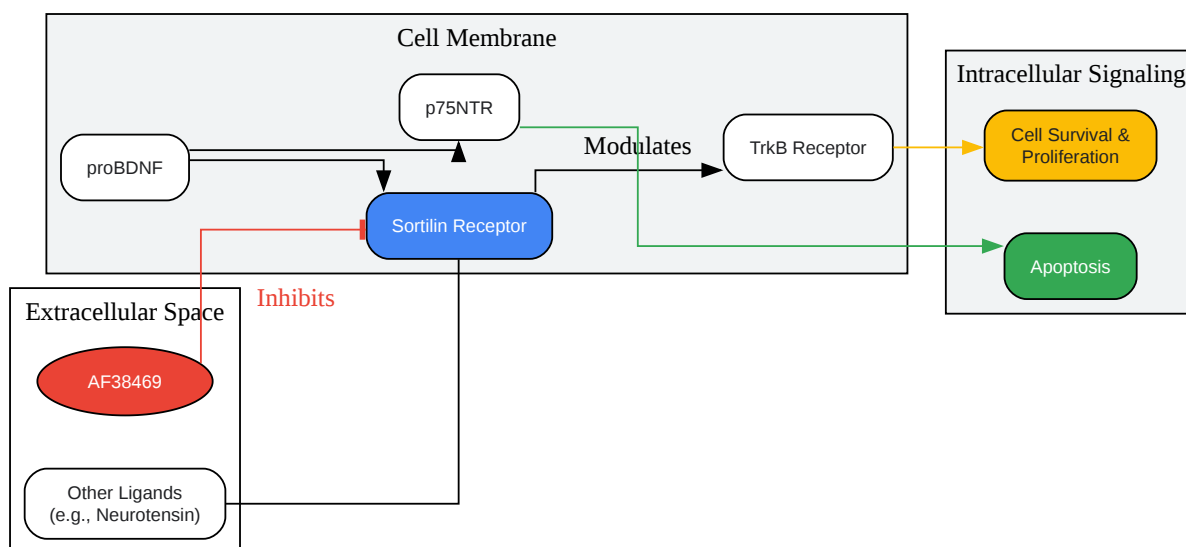 Cell Membrane
p75NTR
proBDNF
Modulates
TrkB Receptor
Sortilin Receptor
Intracellular Signaling
Cell Survival &
Proliferation
Apoptosis
Inhibits
Extracellular Space
AF38469
Other Ligands
(e.g., Neurotensin)